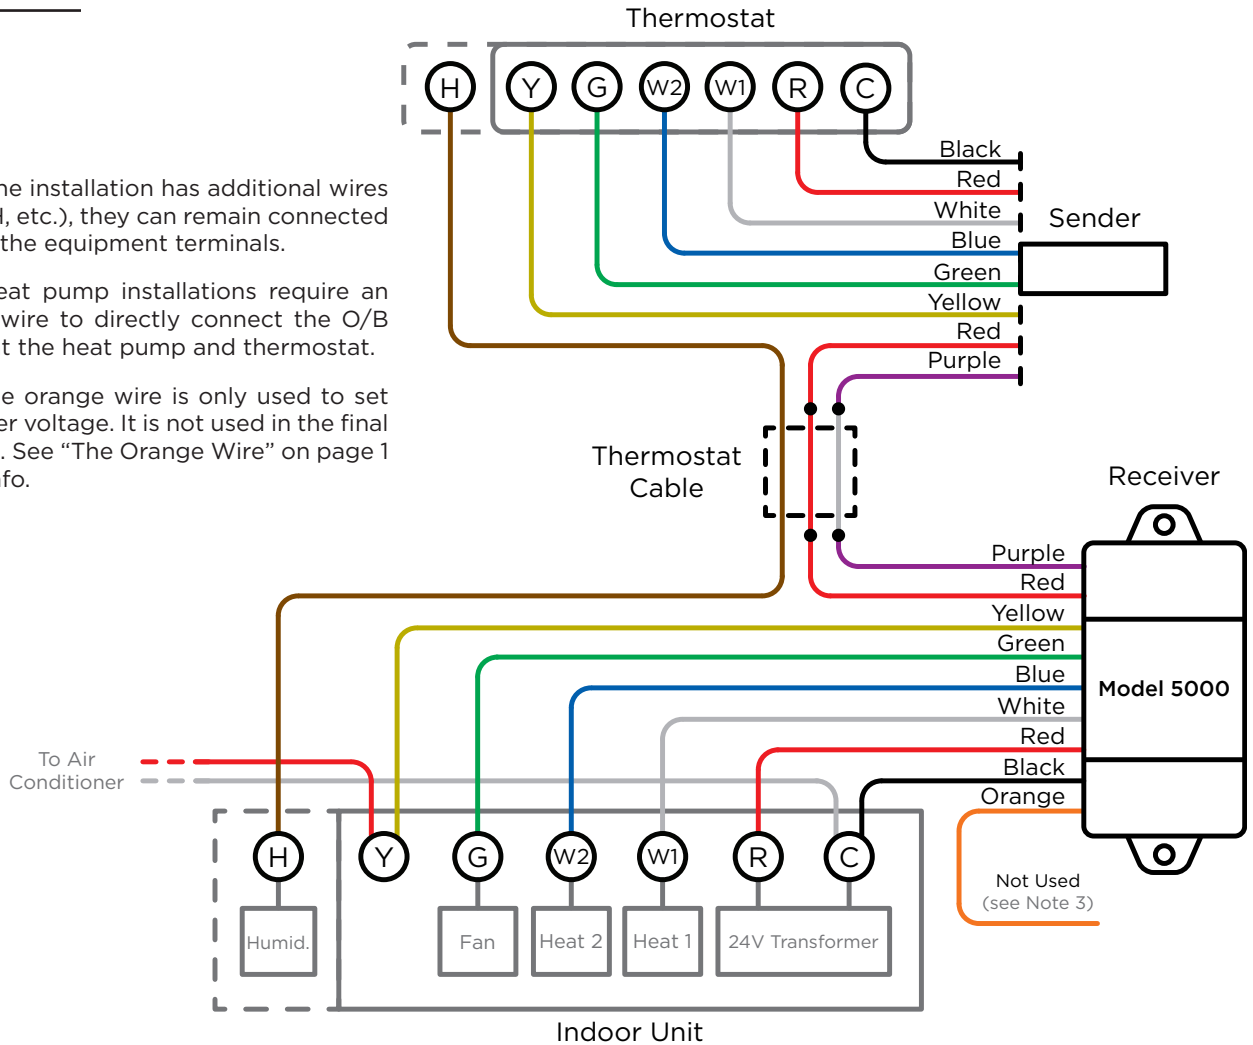 Thermostat
H Y G W2 W1 R C
ne installation has additional wires
H, etc.), they can remain connected
the equipment terminals.
eat pump installations require an
wire to directly connect the O/B
t the heat pump and thermostat.
e orange wire is only used to set
er voltage. It is not used in the final
. See “The Orange Wire” on page 1
nfo.
Black
Red
White
Blue
Green
Yellow
Red
Purple
Sender
Thermostat
Cable
Receiver
Purple
Red
Yellow
Green
Blue
White
Red
Black
Orange
Model 5000
Not Used
(see Note 3)
To Air
Conditioner
H Y G W2 W1 R C
Humid. Fan Heat 2 Heat 1 24V Transformer
Indoor Unit